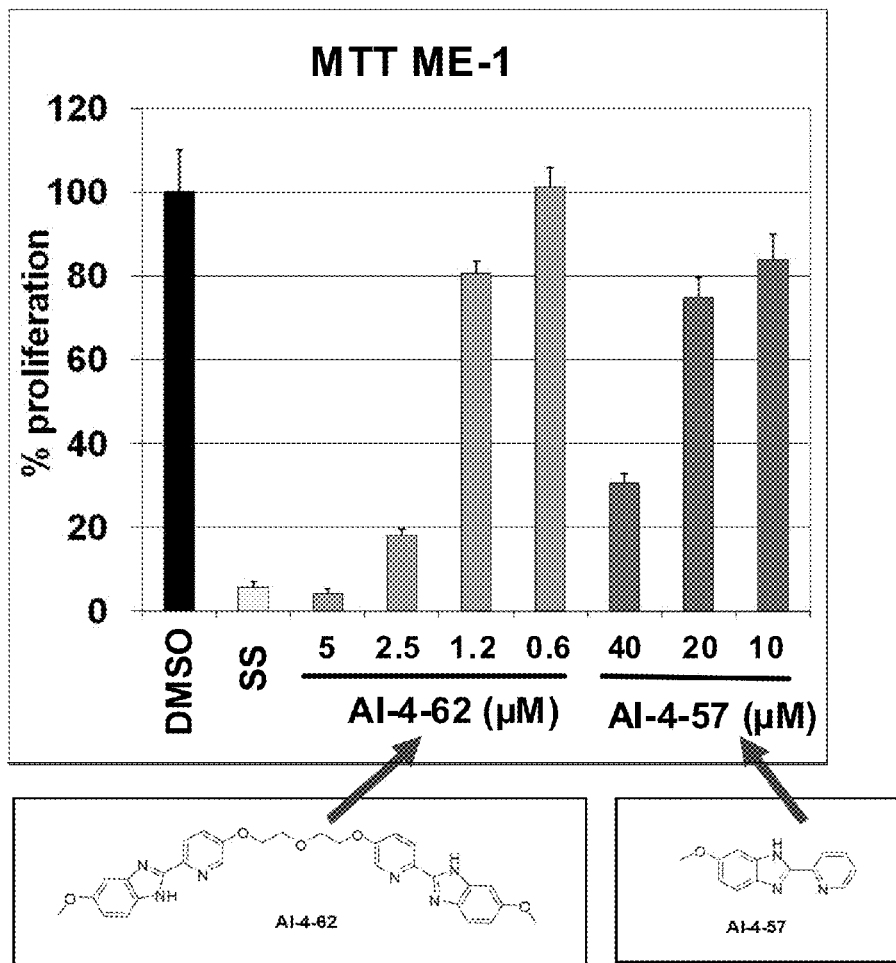 MTT ME-1
120
100
80
60
40
20
0
% proliferation
DMSO
SS
5 2.5 1.2 0.6 40 20 10
AI-4-62 (μM) AI-4-57 (μM)
O O O
N N H
N
O NH N N O
AI-4-62
H
N
O N N
AI-4-57